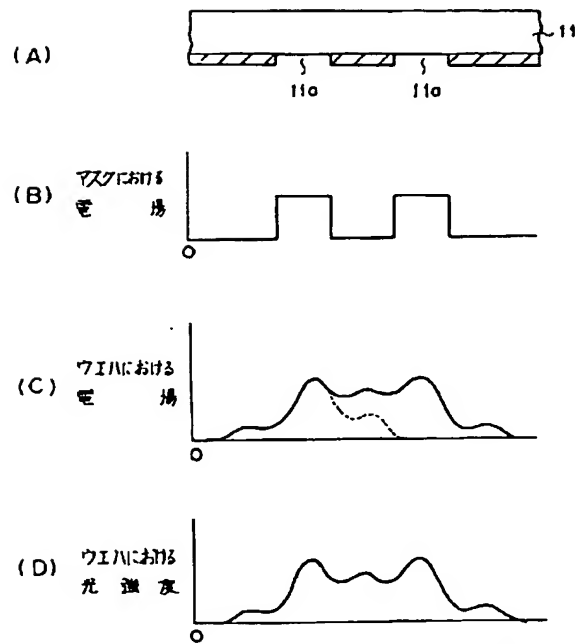 (A)
11
11a 11a
(B)
マスクにおける
電 場
O
(C)
ウエハにおける
電 場
O
(D)
ウエハにおける
光 強 度
O